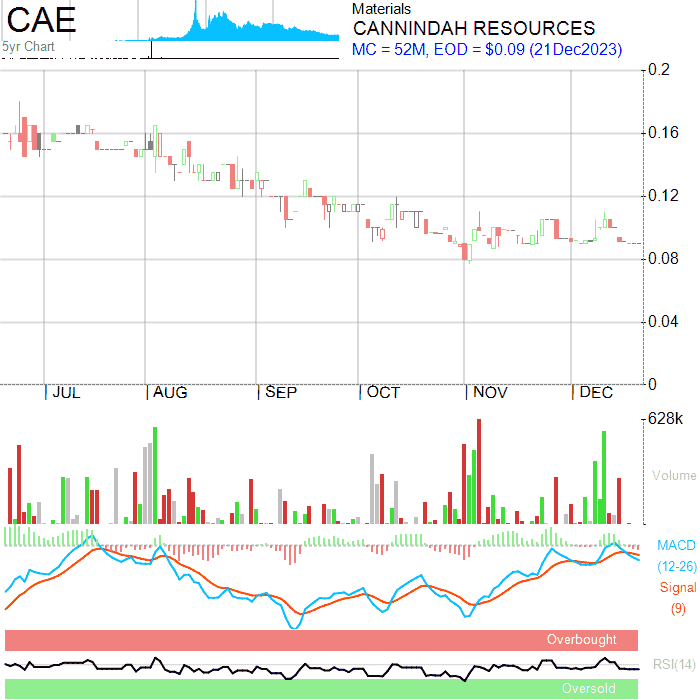 CAE
5yr Chart
Materials
CANNINDAH RESOURCES
MC = 52M, EOD = $0.09 (21Dec2023)
0.2
0.16
0.12
0.08
0.04
0
JUL AUG SEP OCT NOV DEC
628k
Volume
MACD
(12-26)
Signal
(9)
Overbought
RSI(14)
Oversold